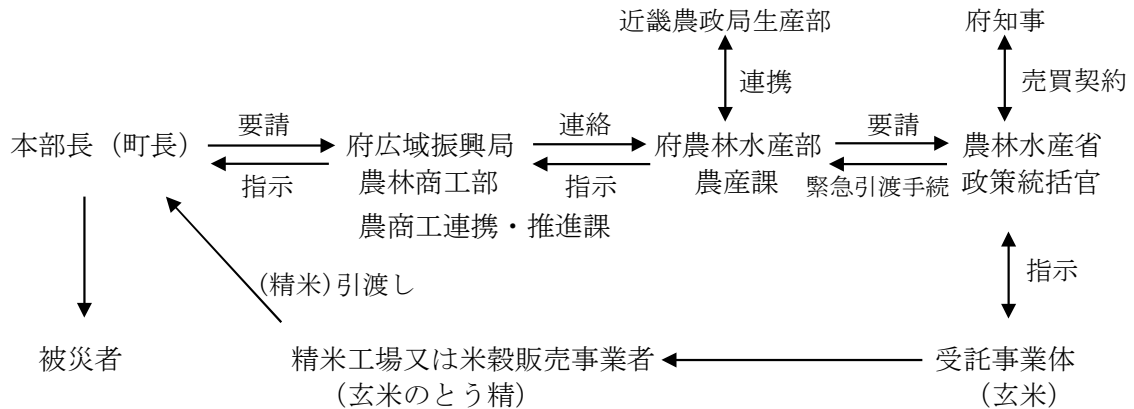 近畿農政局生産部
府知事
連携
売買契約
要請
連絡
要請
本部長（町長）
府広域振興局
農林商工部
農商工連携・推進課
府農林水産部
農産課
農林水産省
政策統括官
指示
指示
緊急引渡手続
(精米)引渡し
指示
被災者
精米工場又は米穀販売事業者
（玄米のとう精）
受託事業体
（玄米）